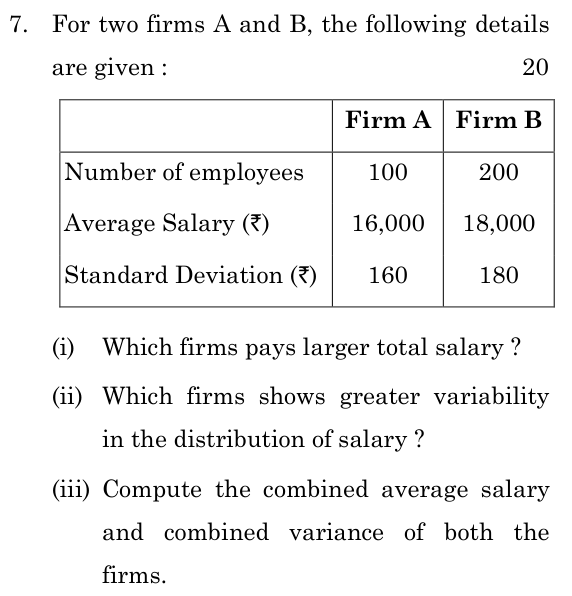 7. For two firms A and B, the following details
are given : 20
Firm A Firm B
Number of employees 100 200
Average Salary (₹) 16,000 18,000
Standard Deviation (₹) 160 180
(i) Which firms pays larger total salary ?
(ii) Which firms shows greater variability
in the distribution of salary ?
(iii) Compute the combined average salary
and combined variance of both the
firms.